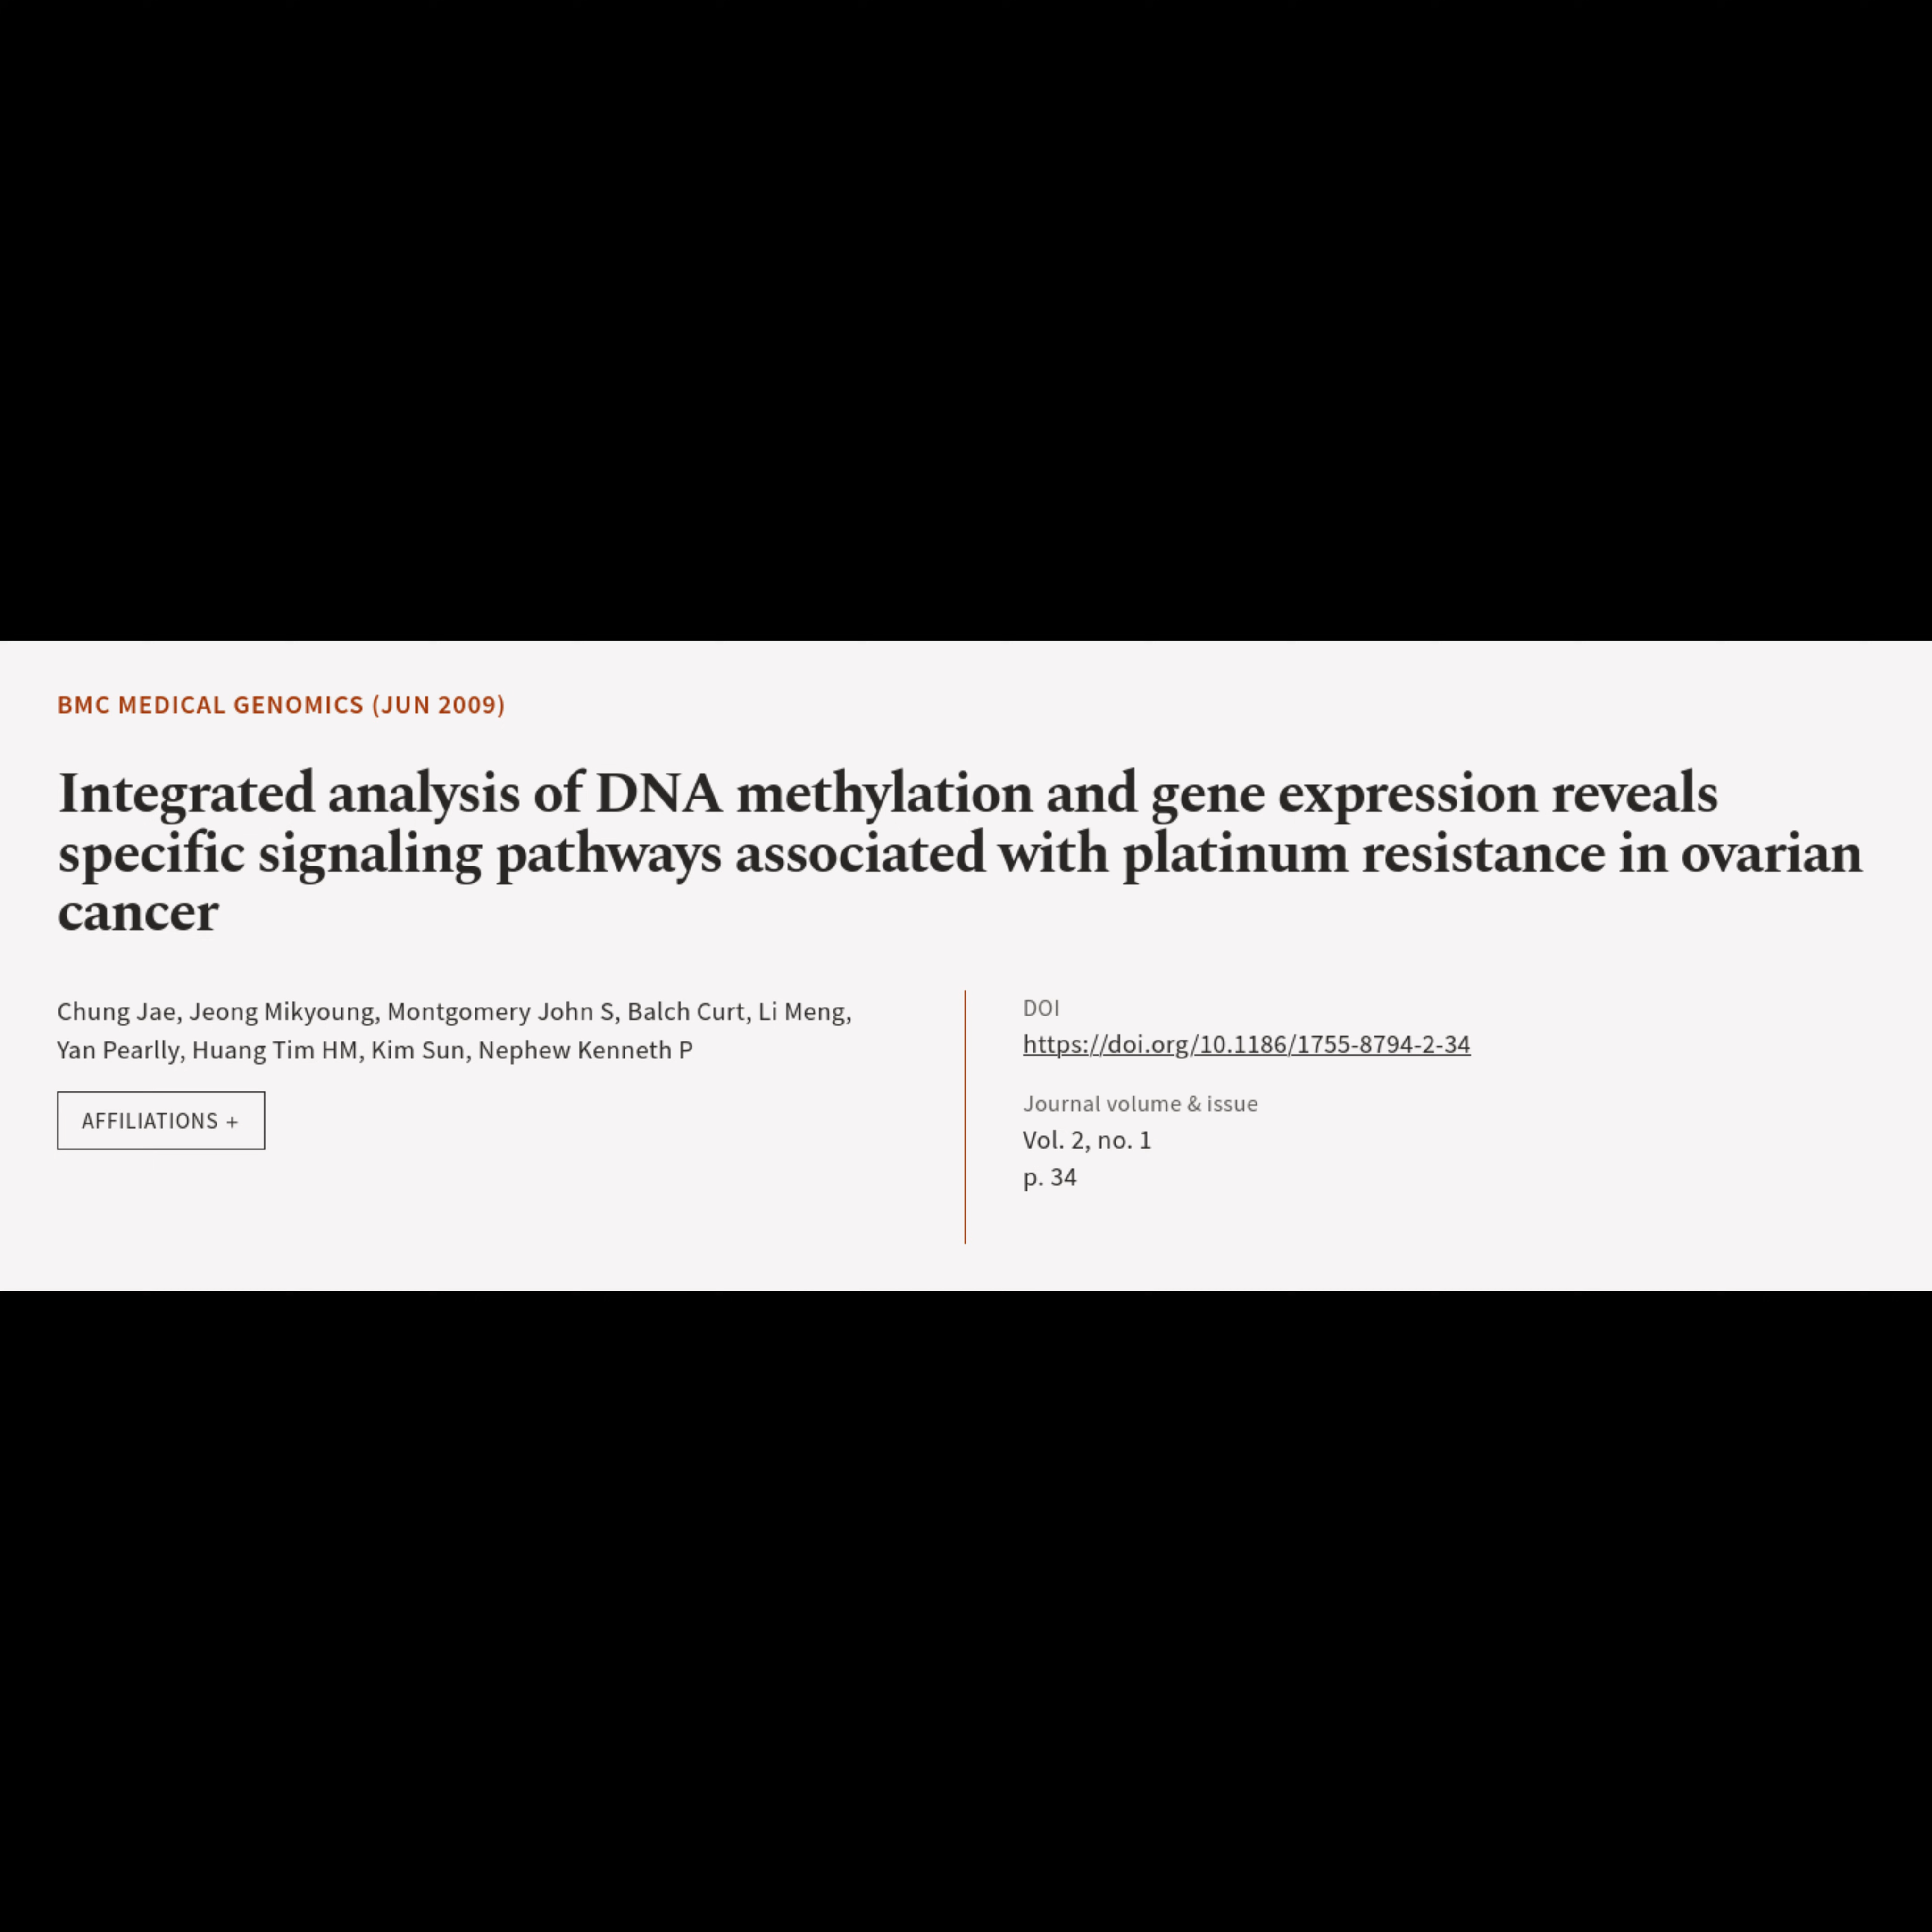 BMC MEDICAL GENOMICS (JUN 2009)
Integrated analysis of DNA methylation and gene expression reveals
specific signaling pathways associated with platinum resistance in ovarian
cancer
Chung Jae, Jeong Mikyoung, Montgomery John S, Balch Curt, Li Meng,
Yan Pearlly, Huang Tim HM, Kim Sun, Nephew Kenneth P
AFFILIATIONS +
DOI
https://doi.org/10.1186/1755-8794-2-34
Journal volume & issue
Vol. 2, no. 1
p. 34